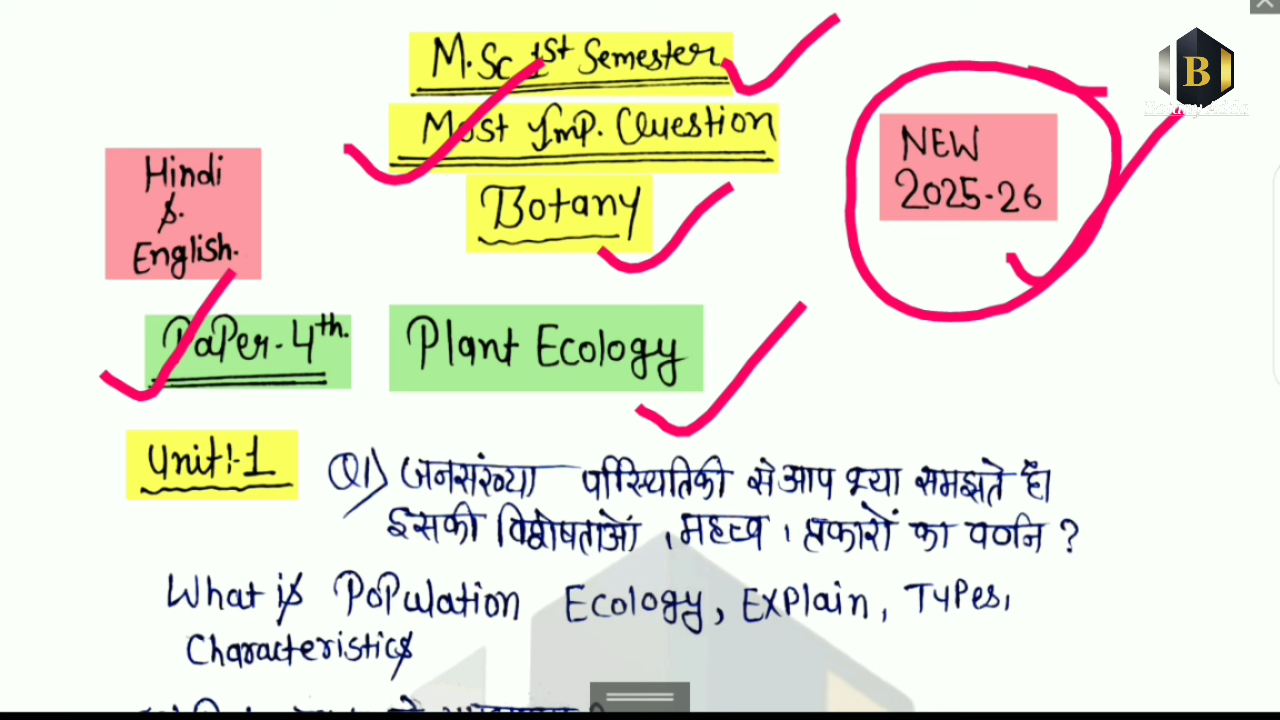 M.Sc 1st Semester
Most Imp. Question
Botany
Hindi
&
English.
NEW
2025-26
B
Paper-4th. Plant Ecology
Unit:-1
Q1) जनसंख्या पारिस्थितिकी से आप क्या समझते हैं।
इसकी विशेषताओं, महत्व, प्रकारों का वर्णन ?
What is Population Ecology, Explain, Types,
Characteristics